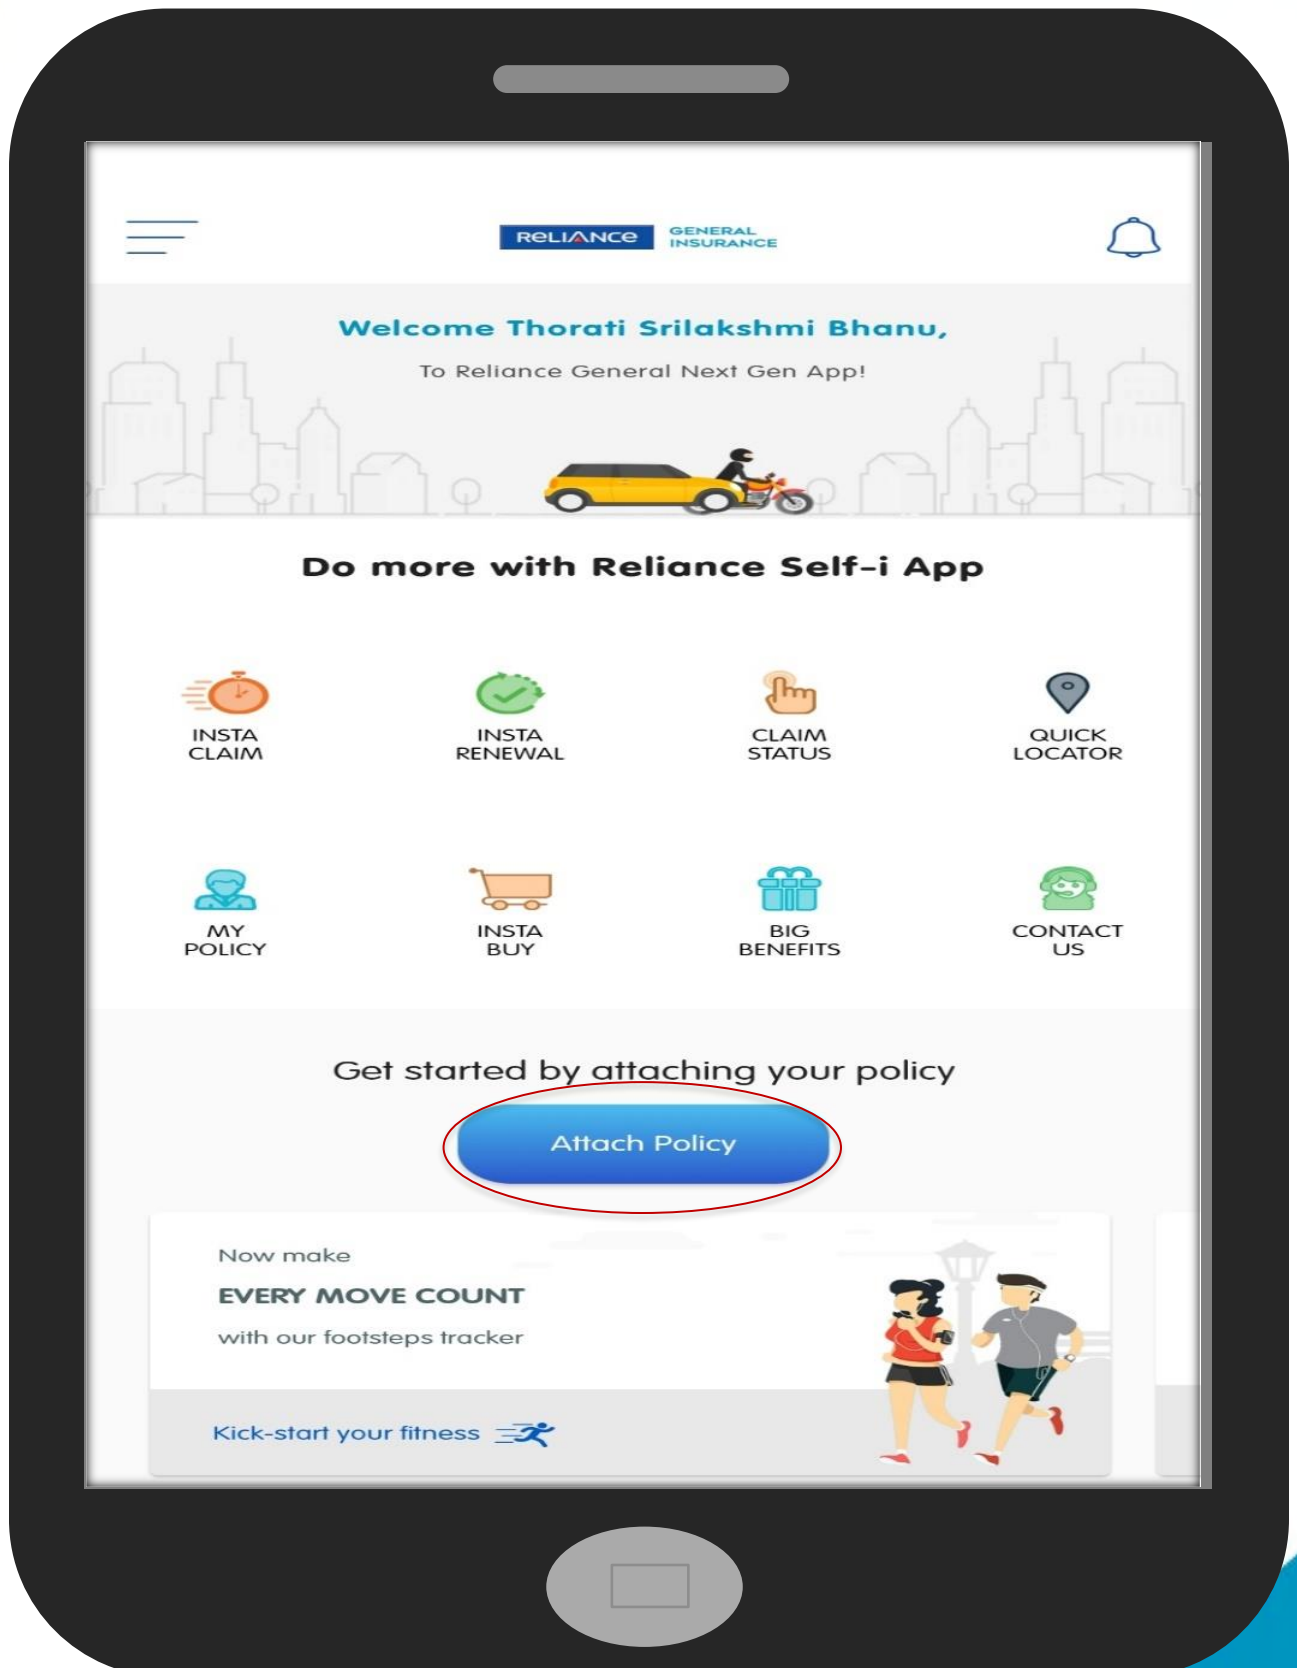 RELIANCE GENERAL INSURANCE
Welcome Thorati Srilakshmi Bhanu,
To Reliance General Next Gen App!
Do more with Reliance Self-i App
INSTA CLAIM
INSTA RENEWAL
CLAIM STATUS
QUICK LOCATOR
MY POLICY
INSTA BUY
BIG BENEFITS
CONTACT US
Get started by attaching your policy
Attach Policy
Now make
EVERY MOVE COUNT
with our footsteps tracker
Kick-start your fitness